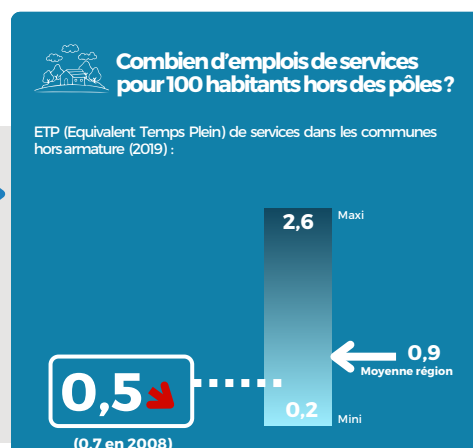 Combien d'emplois de services
pour 100 habitants hors des pôles ?
ETP (Equivalent Temps Plein) de services dans les communes
hors armature (2019) :
2,6
Maxi
0,9
Moyenne région
0,5
0,2
Mini
(0,7 en 2008)